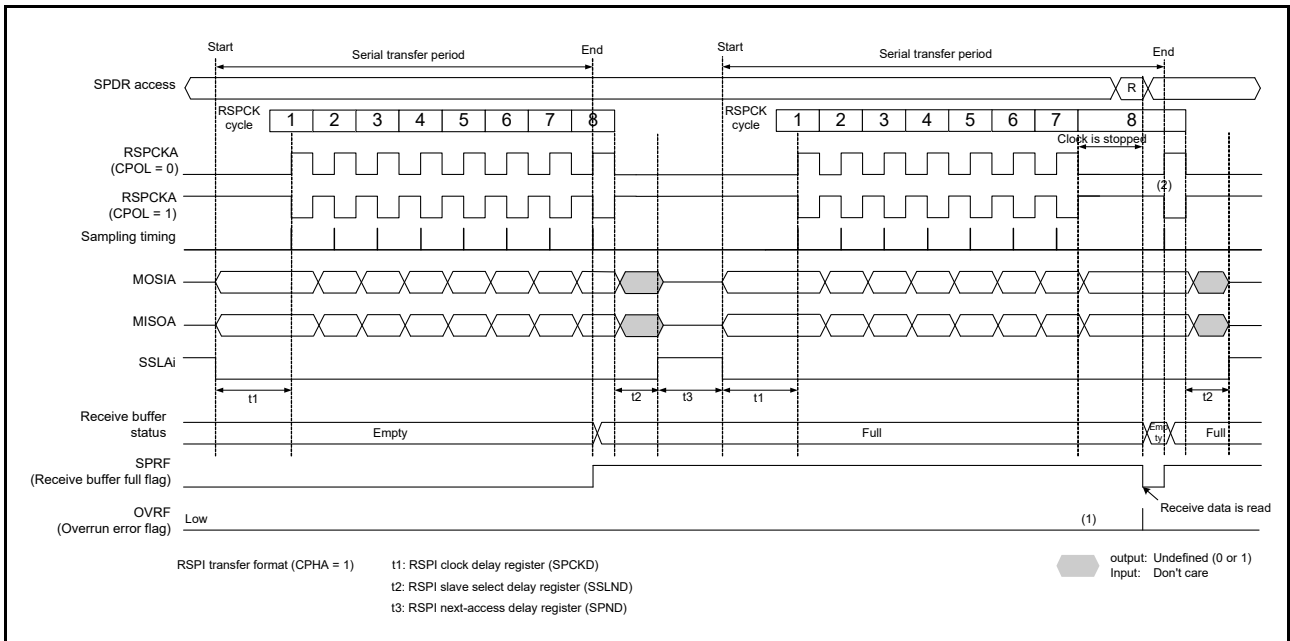 Start
Serial transfer period
End
Start
Serial transfer period
End
SPDR access
R
RSPCK
cycle
1 2 3 4 5 6 7 8
RSPCK
cycle
1 2 3 4 5 6 7 8
Clock is stopped
RSPCKA
(CPOL = 0)
(2)
RSPCKA
(CPOL = 1)
Sampling timing
MOSIA
MISOA
SSLAi
t1
t2
t3
t1
t2
Receive buffer
status
Empty
Full
Emp
ty
Full
SPRF
(Receive buffer full flag)
Receive data is read
OVRF
(Overrun error flag)
Low
(1)
RSPI transfer format (CPHA = 1)
t1: RSPI clock delay register (SPCKD)
t2: RSPI slave select delay register (SSLND)
t3: RSPI next-access delay register (SPND)
output: Undefined (0 or 1)
Input: Don't care